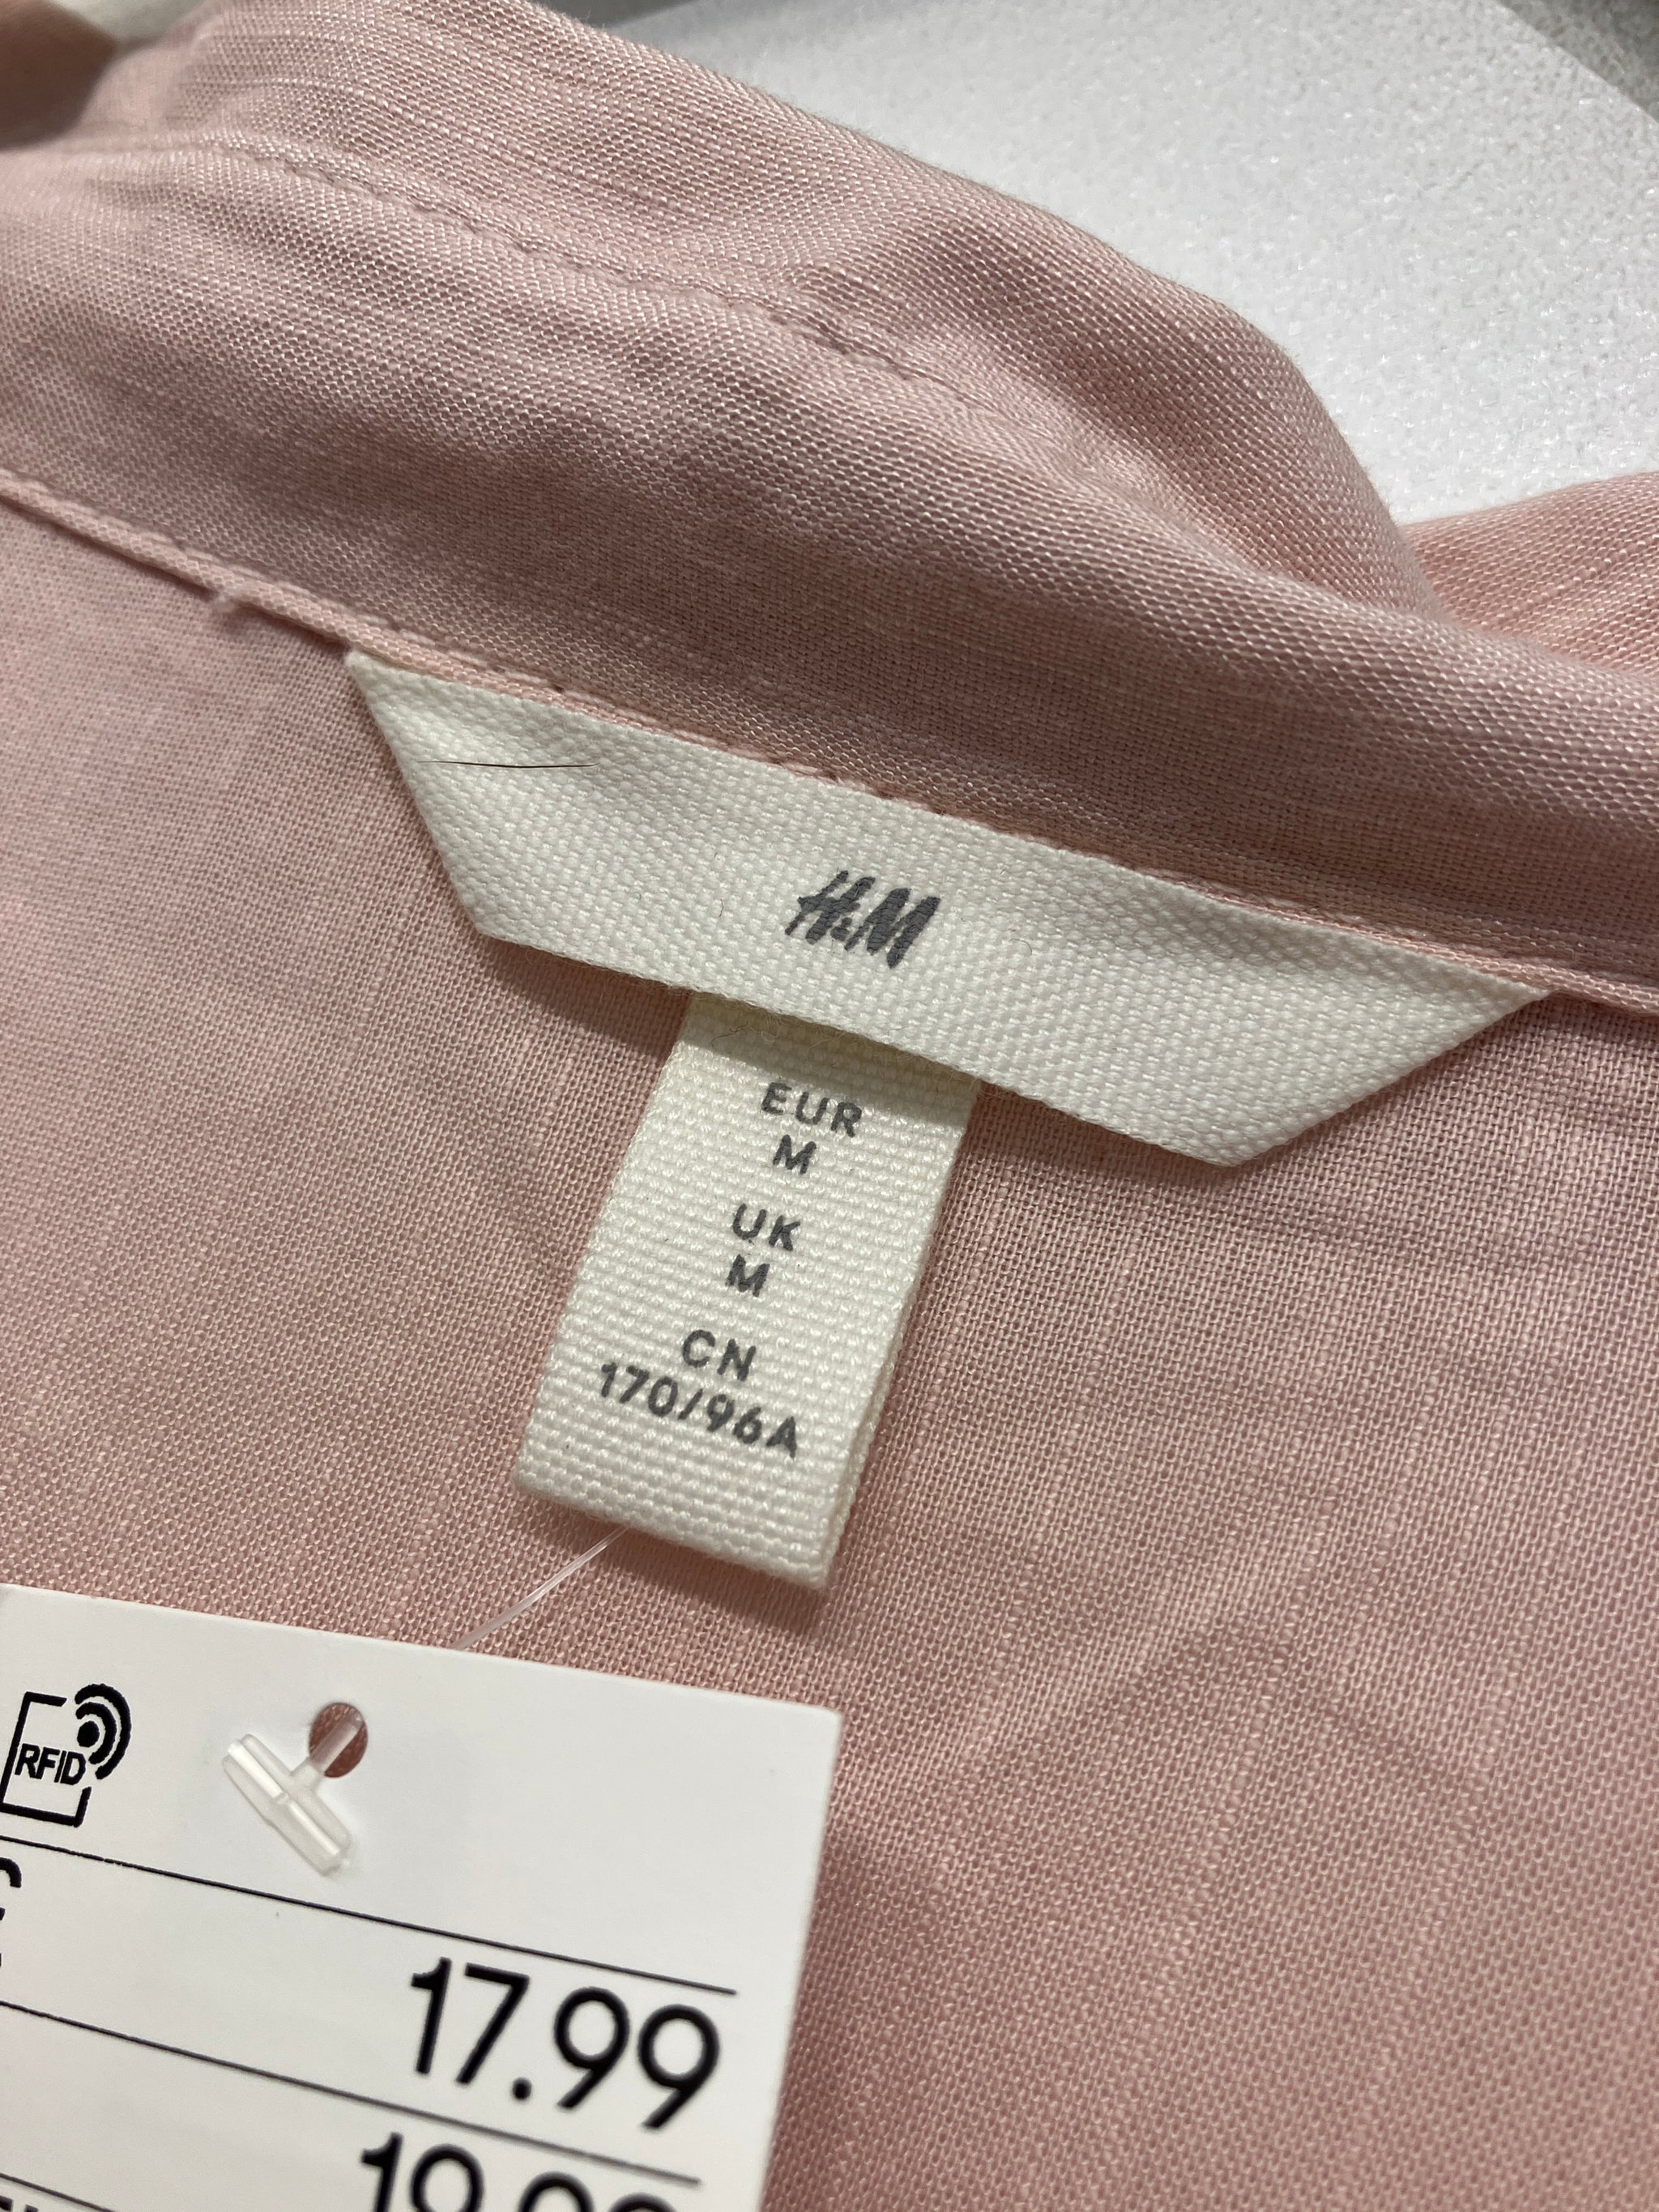 H&M
EUR
M
UK
M
CN
170/96A
RFID
17.99